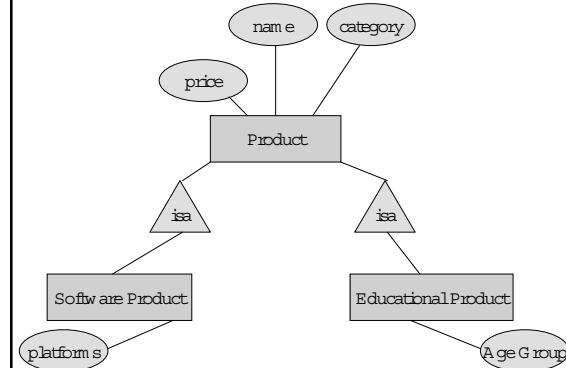 name
category
price
Product
isa
isa
Software Product
Educational Product
platforms
Age Group